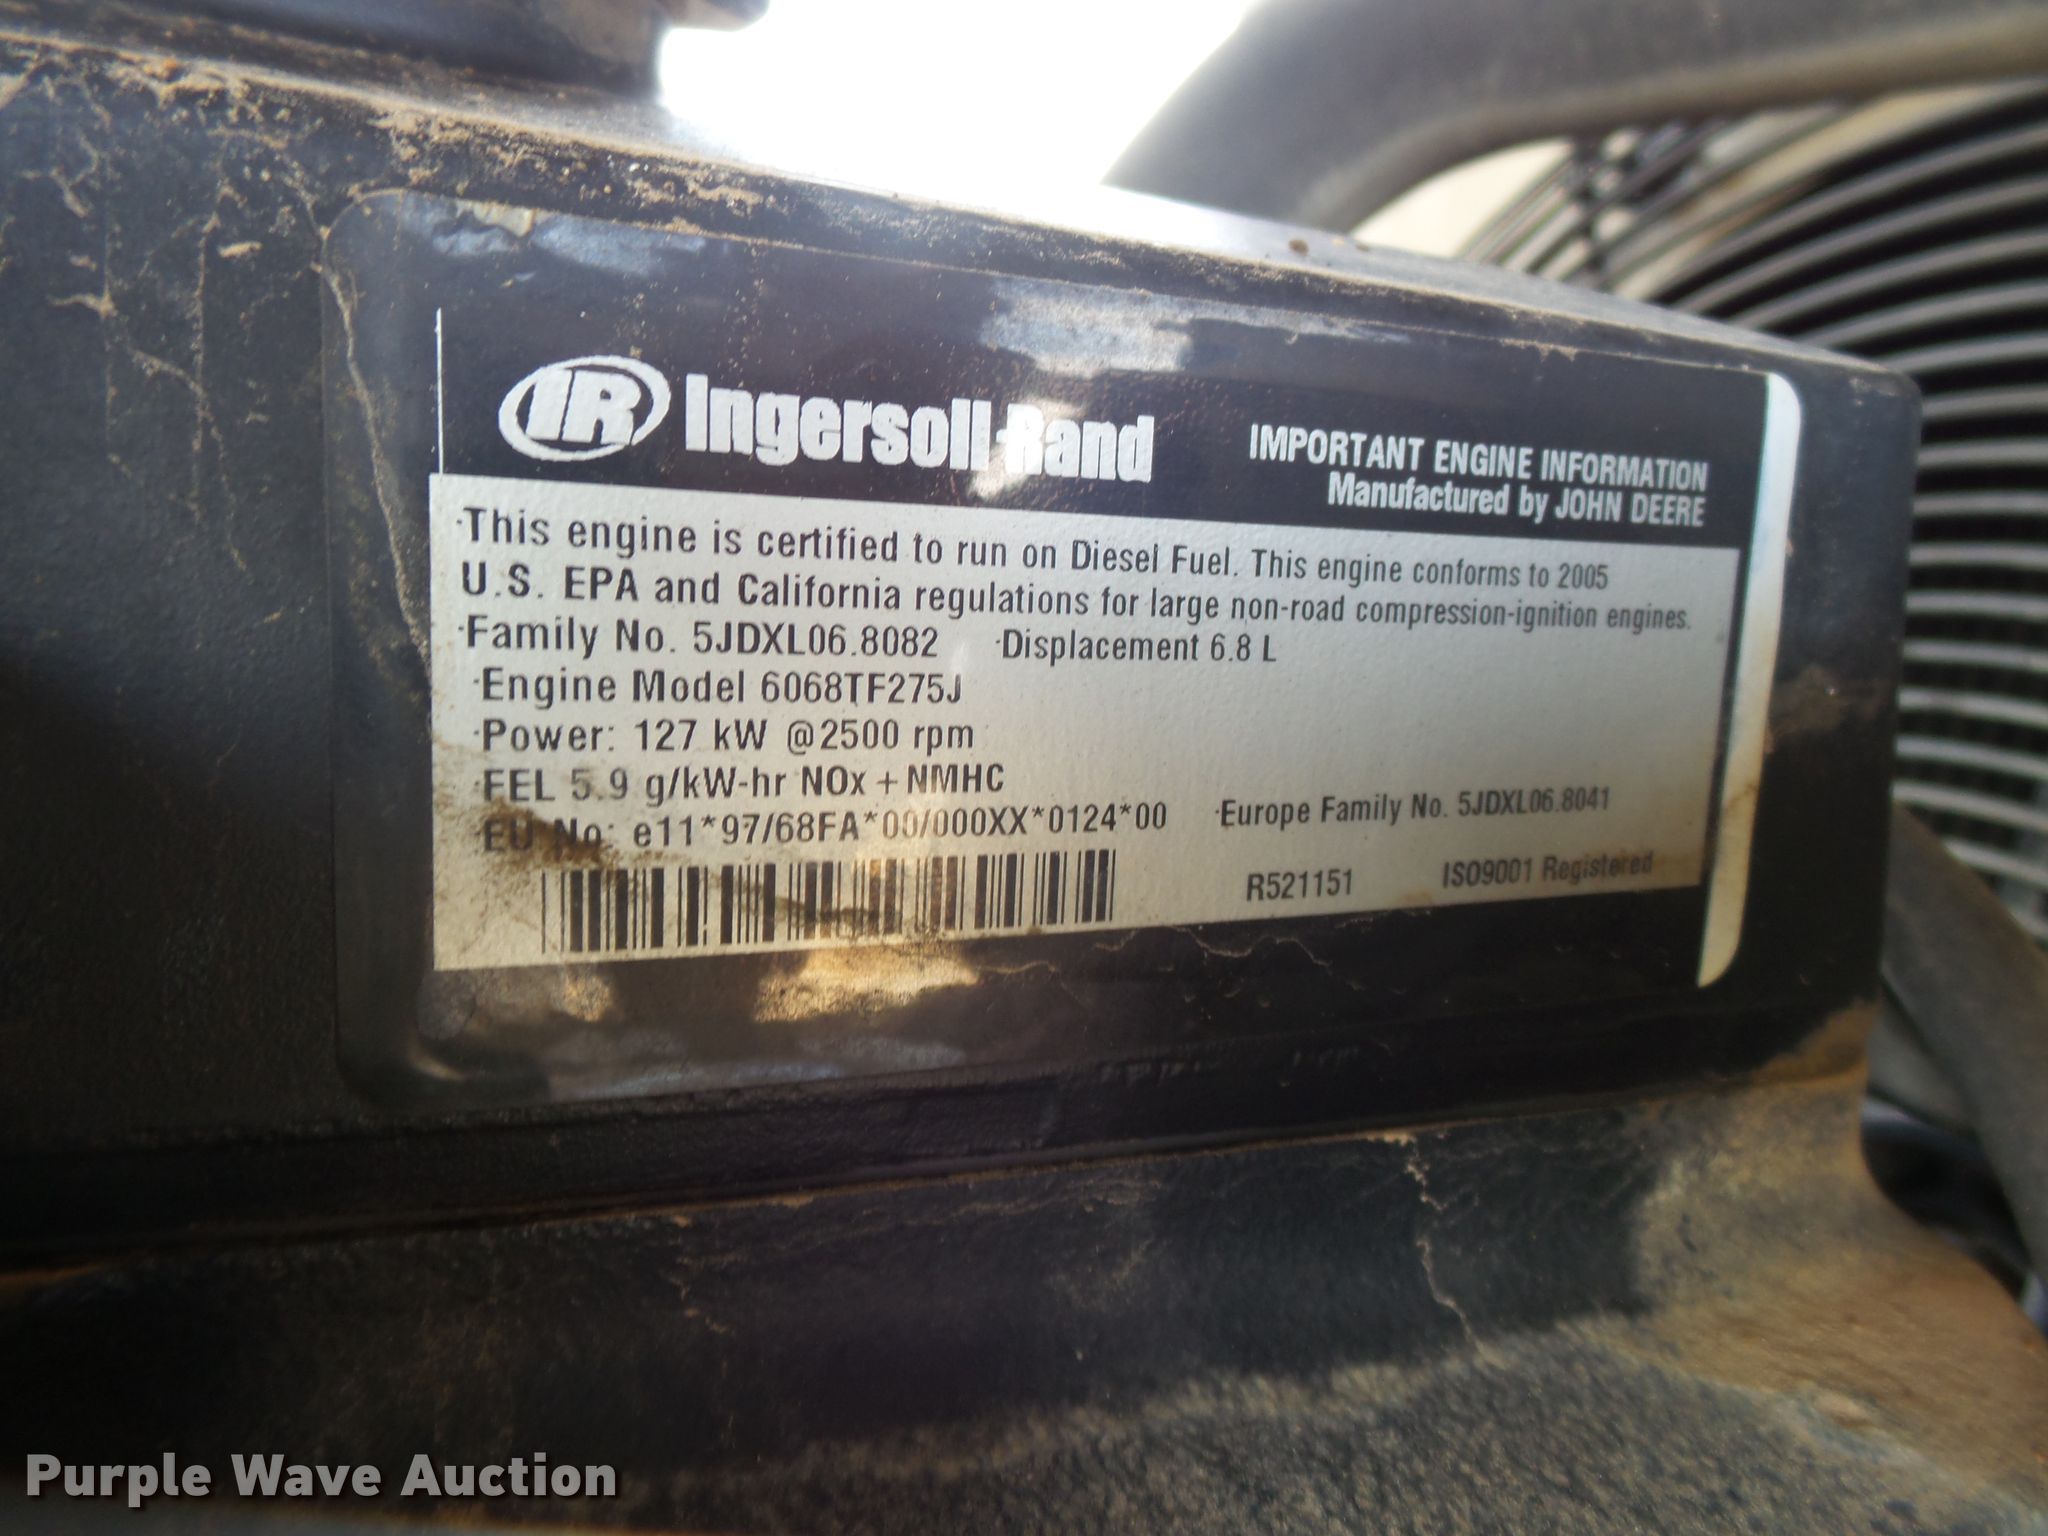 IR Ingersoll-Rand
IMPORTANT ENGINE INFORMATION
Manufactured by JOHN DEERE
·This engine is certified to run on Diesel Fuel. This engine conforms to 2005
U.S. EPA and California regulations for large non-road compression-ignition engines.
·Family No. 5JDXL06.8082 ·Displacement 6.8 L
·Engine Model 6068TF275J
·Power: 127 kW @2500 rpm
·FEL 5.9 g/kW-hr NOx + NMHC
·EU No: e11*97/68FA*00/000XX*0124*00 ·Europe Family No. 5JDXL06.8041
R521151 ISO9001 Registered
Purple Wave Auction